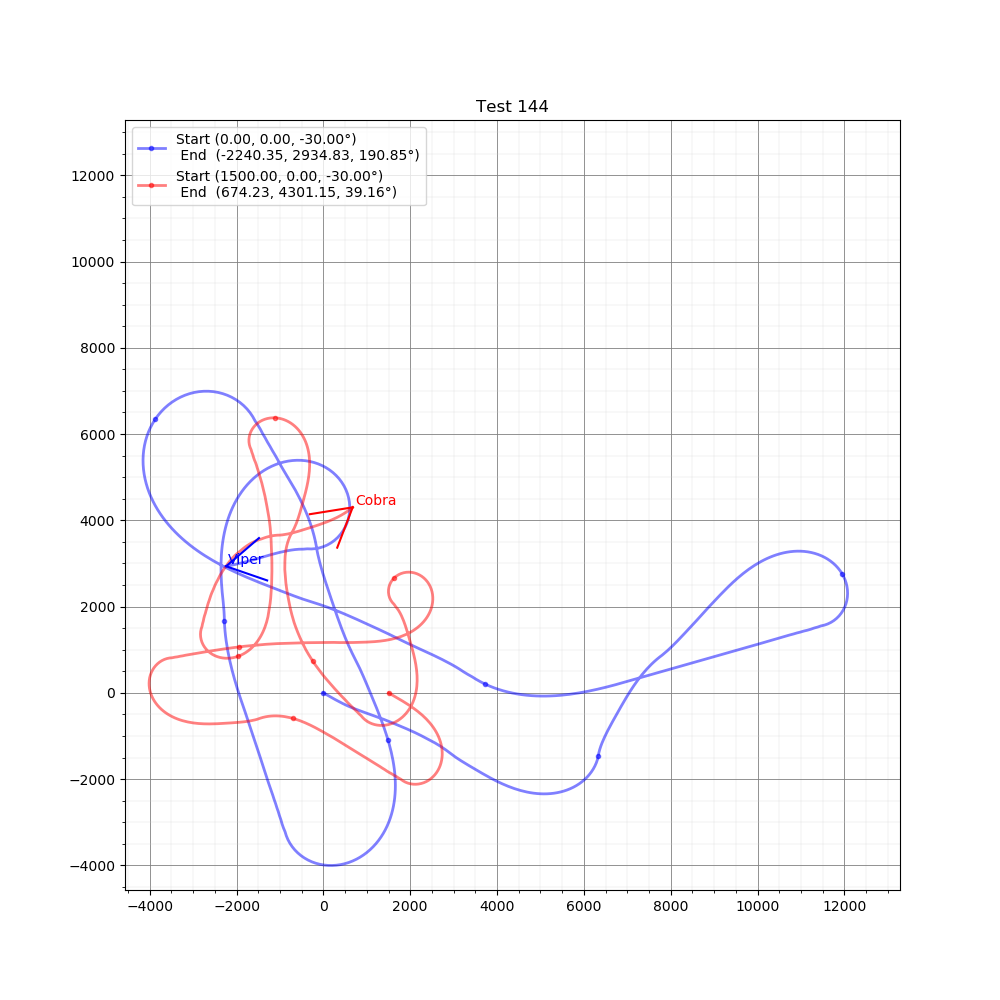 Test 144
Start (0.00, 0.00, -30.00°)
End  (-2240.35, 2934.83, 190.85°)
Start (1500.00, 0.00, -30.00°)
End  (674.23, 4301.15, 39.16°)
12000
10000
8000
6000
4000
2000
0
−2000
−4000
Cobra
Viper
−4000 −2000 0 2000 4000 6000 8000 10000 12000